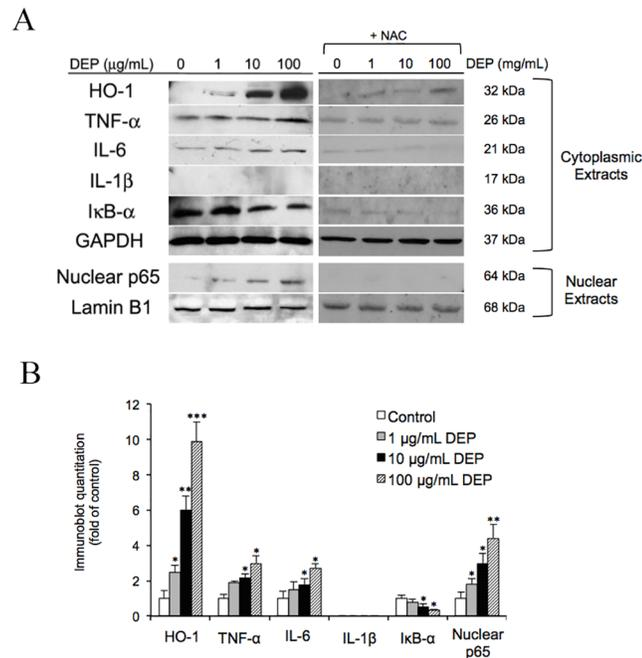 A
+ NAC
DEP (μg/mL) 0 1 10 100 0 1 10 100 DEP (mg/mL)
HO-1 32 kDa
TNF-α 26 kDa
IL-6 21 kDa
IL-1β 17 kDa
IκB-α 36 kDa
GAPDH 37 kDa
Cytoplasmic
Extracts
Nuclear p65 64 kDa
Lamin B1 68 kDa
Nuclear
Extracts
B
Immunoblot quantitation
(fold of control)
12
10
8
6
4
2
0
Control
1 μg/mL DEP
10 μg/mL DEP
100 μg/mL DEP
* ** ***
* *
* *
* *
* * **
HO-1 TNF-α IL-6 IL-1β IκB-α Nuclear
p65